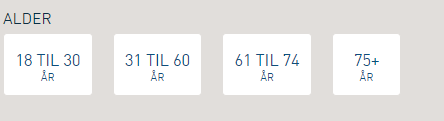 ALDER
18 TIL 30 31 TIL 60 61 TIL 74 75+
ÅR ÅR ÅR ÅR